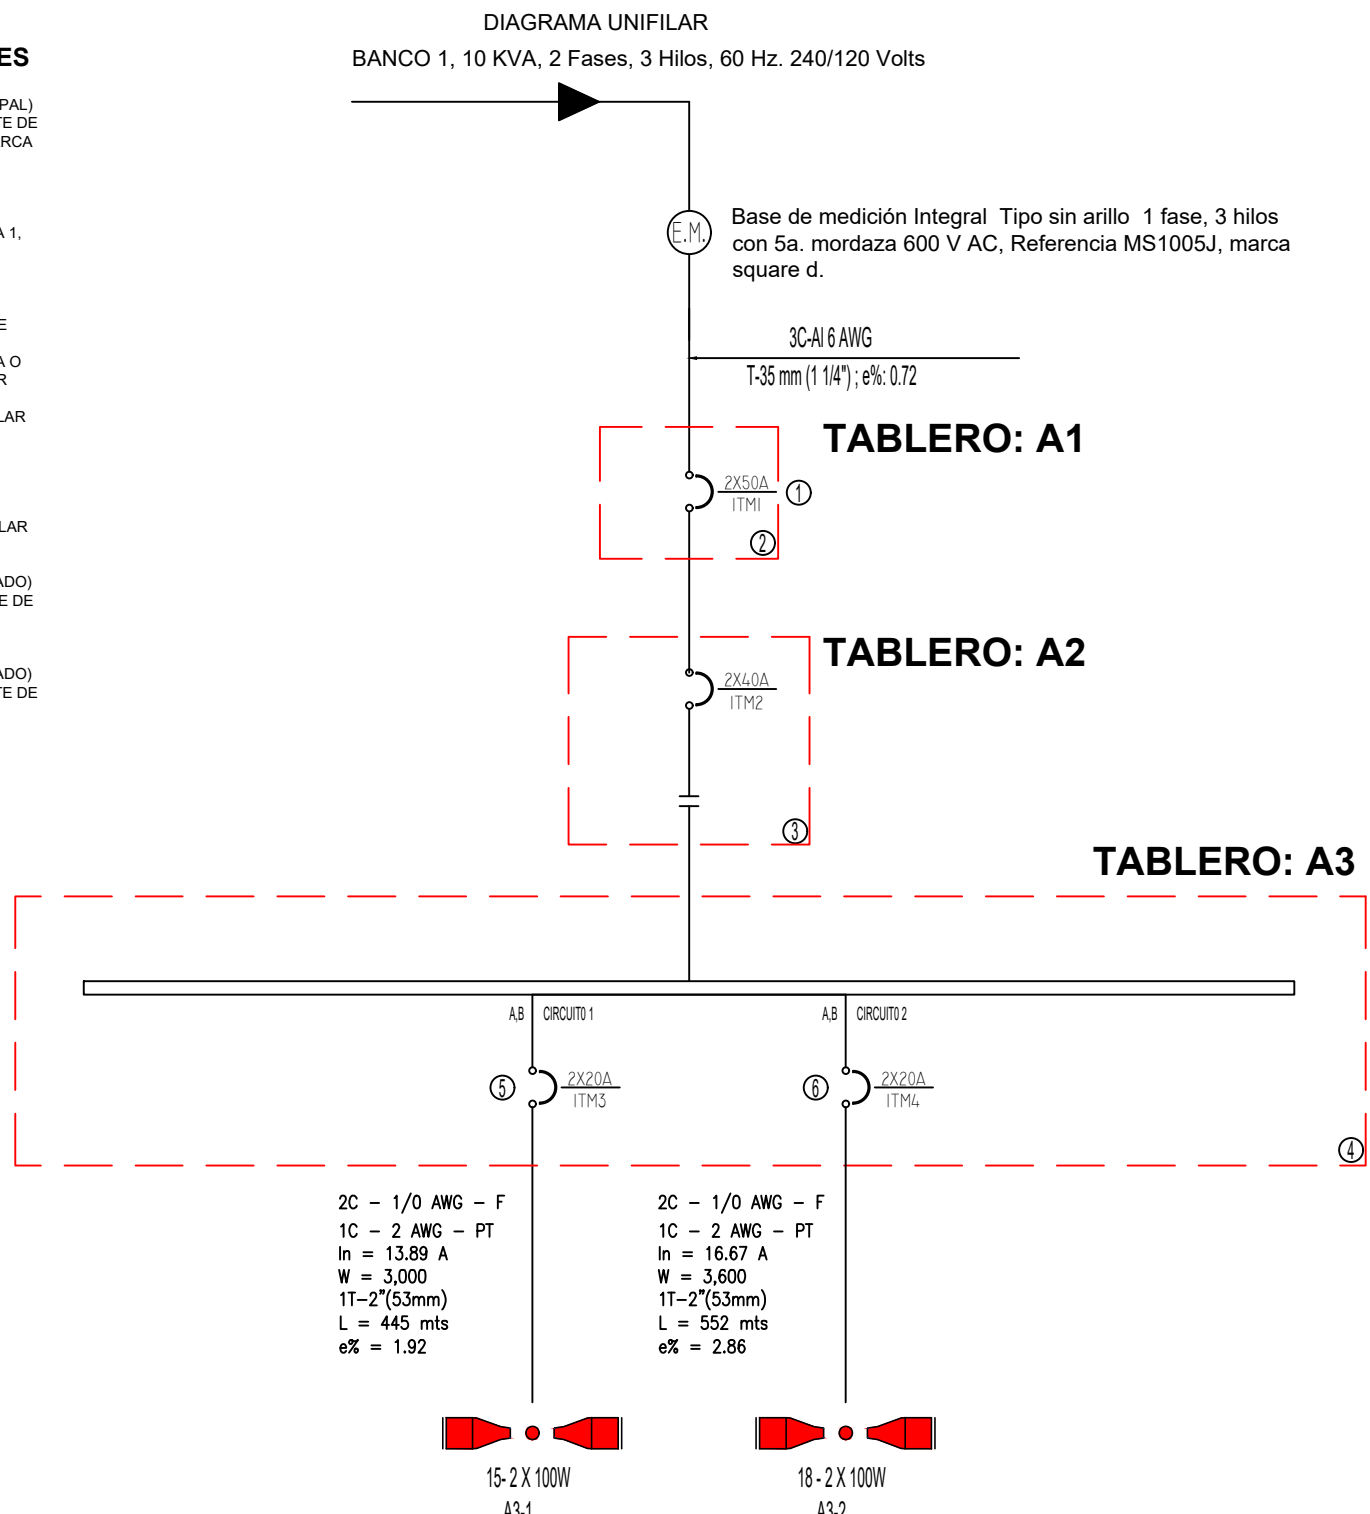 DIAGRAMA UNIFILAR
BANCO 1, 10 KVA, 2 Fases, 3 Hilos, 60 Hz. 240/120 Volts
ES
PAL)
TE DE
ARCA
A 1,
E
A O
R
LAR
LAR
ADO)
E DE
ADO)
TE DE
E.M.
Base de medición Integral Tipo sin arillo 1 fase, 3 hilos
con 5a. mordaza 600 V AC, Referencia MS1005J, marca
square d.
3C-Al 6 AWG
T-35 mm (1 1/4") ; e%: 0.72
TABLERO: A1
2X50A
ITM1
1
2
TABLERO: A2
2X40A
ITM2
3
TABLERO: A3
A,B CIRCUITO 1
A,B CIRCUITO 2
5
2X20A
ITM3
6
2X20A
ITM4
4
2C - 1/0 AWG - F
1C - 2 AWG - PT
In = 13.89 A
W = 3,000
1T-2"(53mm)
L = 445 mts
e% = 1.92
2C - 1/0 AWG - F
1C - 2 AWG - PT
In = 16.67 A
W = 3,600
1T-2"(53mm)
L = 552 mts
e% = 2.86
15- 2 X 100W
A3-1
18 - 2 X 100W
A3-2